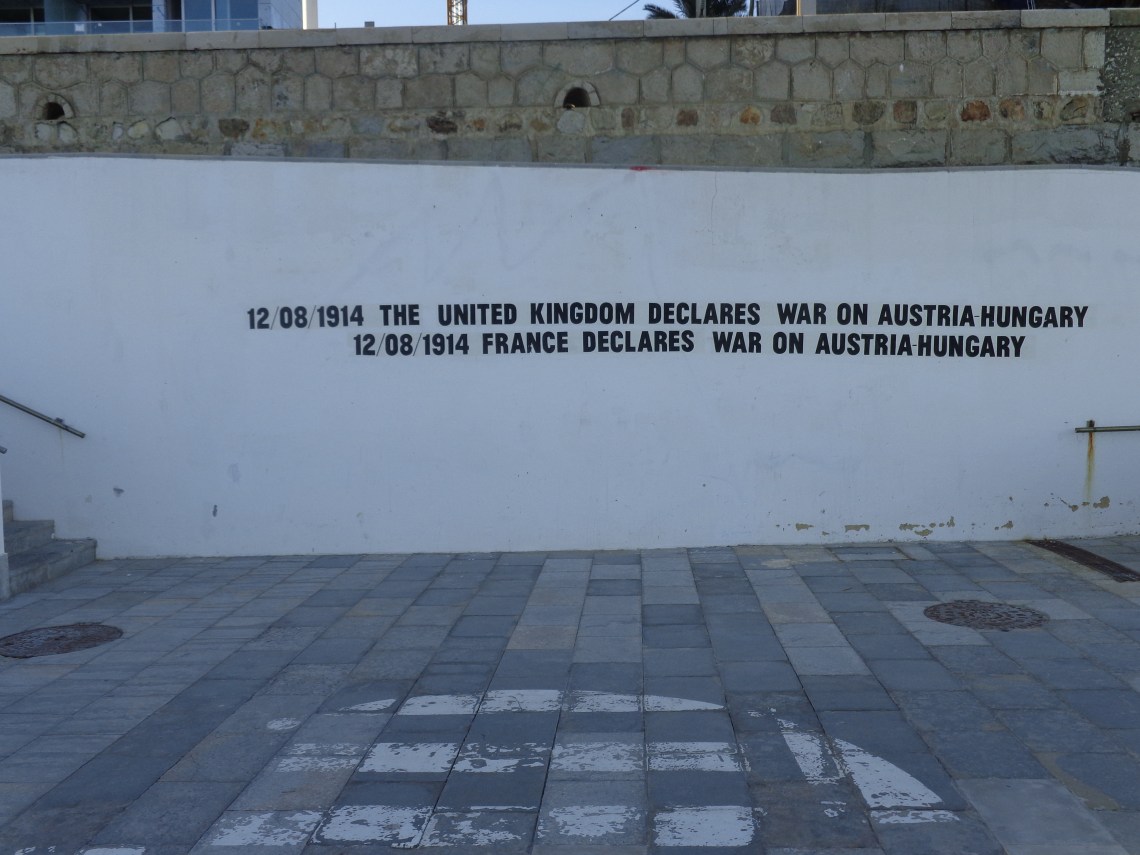 12/08/1914 THE UNITED KINGDOM DECLARES WAR ON AUSTRIA-HUNGARY
12/08/1914 FRANCE DECLARES WAR ON AUSTRIA-HUNGARY